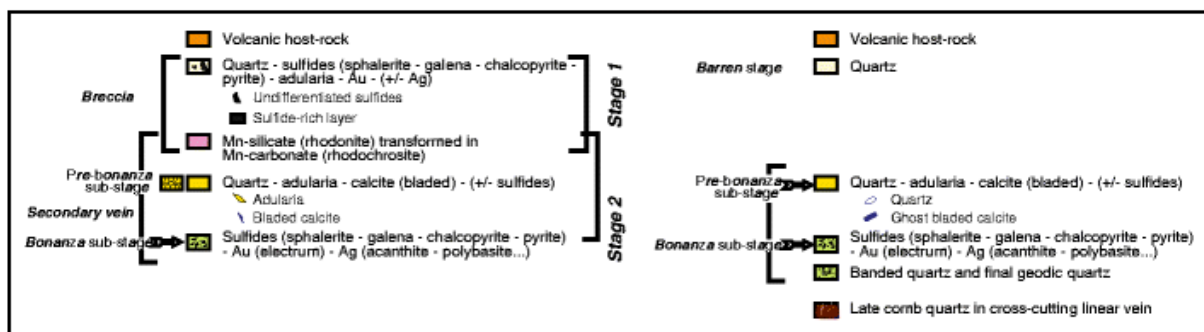 Volcanic host-rock
Quartz - sulfides (sphalerite - galena - chalcopyrite -
pyrite) - adularia - Au - (+/- Ag)
Breccia
Undifferentiated sulfides
Sulfide-rich layer
Mn-silicate (rhodonite) transformed in
Mn-carbonate (rhodochrosite)
Stage 1
Pre-bonanza
sub-stage
Quartz - adularia - calcite (bladed) - (+/- sulfides)
Adularia
Secondary vein
Bladed calcite
Bonanza sub-stage
Sulfides (sphalerite - galena - chalcopyrite - pyrite)
- Au (electrum) - Ag (acanthite - polybasite...)
Stage 2
Volcanic host-rock
Barren stage
Quartz
Pre-bonanza
sub-stage
Quartz - adularia - calcite (bladed) - (+/- sulfides)
Quartz
Ghost bladed calcite
Bonanza sub-stage
Sulfides (sphalerite - galena - chalcopyrite - pyrite)
- Au (electrum) - Ag (acanthite - polybasite...)
Banded quartz and final geodic quartz
Late comb quartz in cross-cutting linear vein